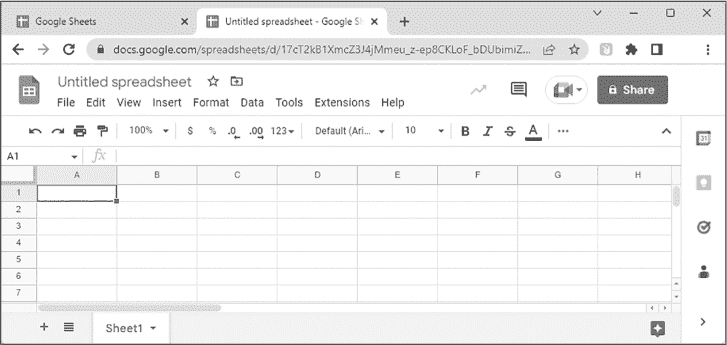 Google Sheets
Untitled spreadsheet - Google Sh
docs.google.com/spreadsheets/d/17cT2kB1XmcZ3J4jMmeu_z-ep8CKLoF_bDUbimiZ...
Untitled spreadsheet
File Edit View Insert Format Data Tools Extensions Help
Share
100% $ % .0 .00 123 Default (Ari... 10 B I S A
A1 fx
A B C D E F G H
1
2
3
4
5
6
7
Sheet1
31